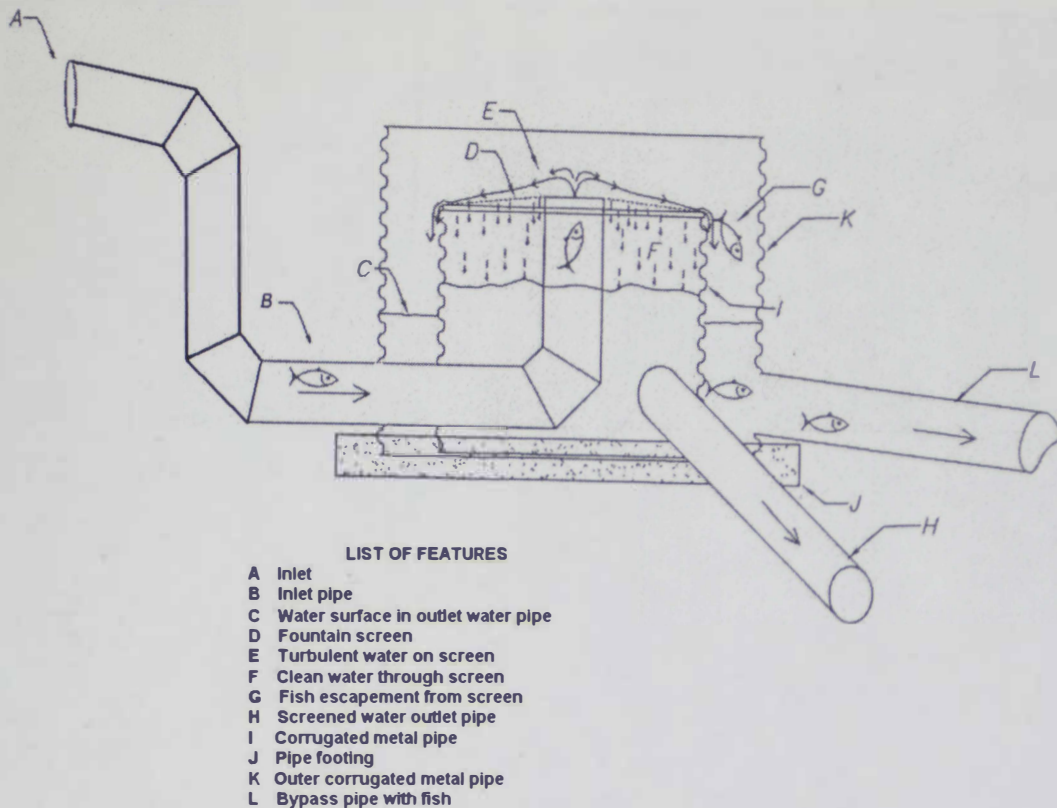 A
E
D
G
K
F
C
B
I
L
J
H
LIST OF FEATURES
A Inlet
B Inlet pipe
C Water surface in outlet water pipe
D Fountain screen
E Turbulent water on screen
F Clean water through screen
G Fish escapement from screen
H Screened water outlet pipe
I Corrugated metal pipe
J Pipe footing
K Outer corrugated metal pipe
L Bypass pipe with fish